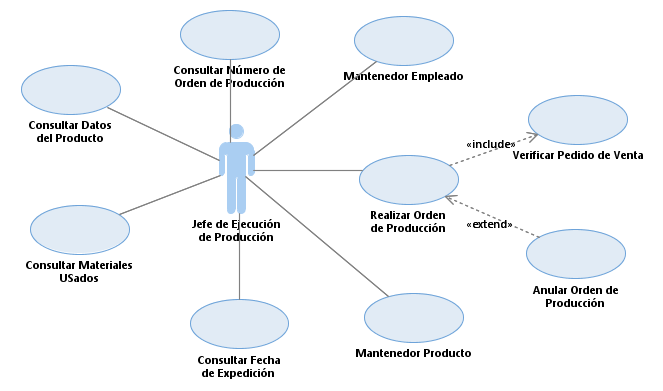 Consultar Número de
Orden de Producción
Mantenedor Empleado
Consultar Datos
del Producto
«include»
Verificar Pedido de Venta
Jefe de Ejecución
de Producción
Realizar Orden
de Producción
«extend»
Consultar Materiales
USados
Anular Orden de
Producción
Consultar Fecha
de Expedición
Mantenedor Producto